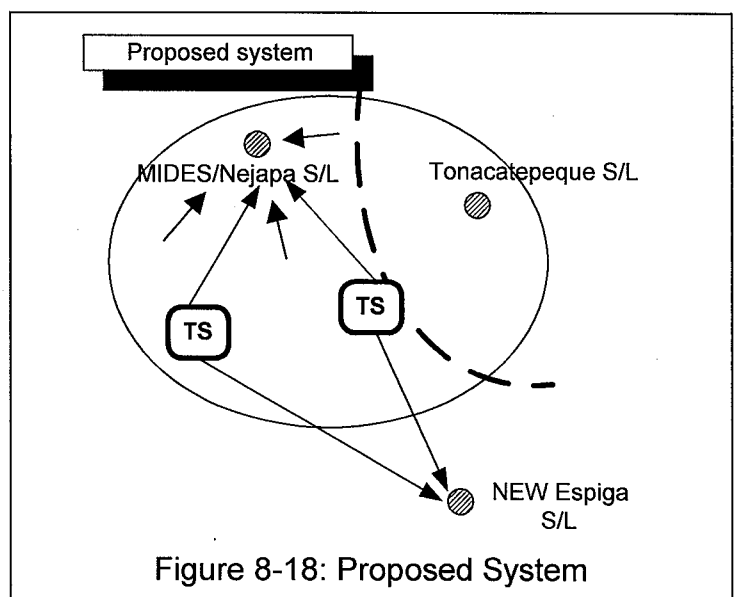 Proposed system
MIDES/Nejapa S/L
Tonacatepeque S/L
TS
TS
NEW Espiga
S/L
Figure 8-18: Proposed System